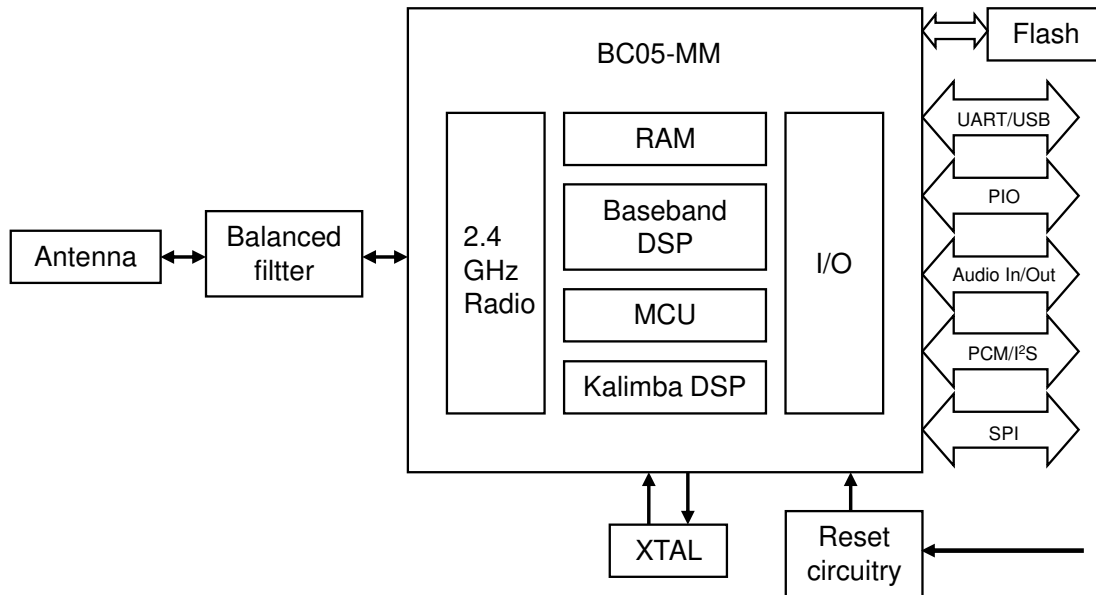 BC05-MM
Flash
RAM
UART/USB
Baseband
DSP
PIO
Antenna
Balanced
filtter
2.4
GHz
Radio
I/O
Audio In/Out
MCU
PCM/I²S
Kalimba DSP
SPI
XTAL
Reset
circuitry